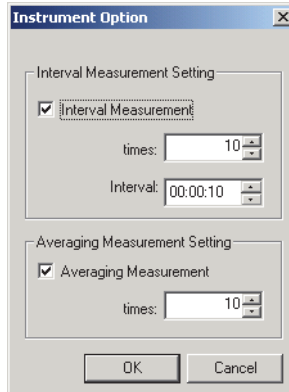 Instrument Option
Interval Measurement Setting
Interval Measurement
times: 10
Interval: 00:00:10
Averaging Measurement Setting
Averaging Measurement
times: 10
OK Cancel